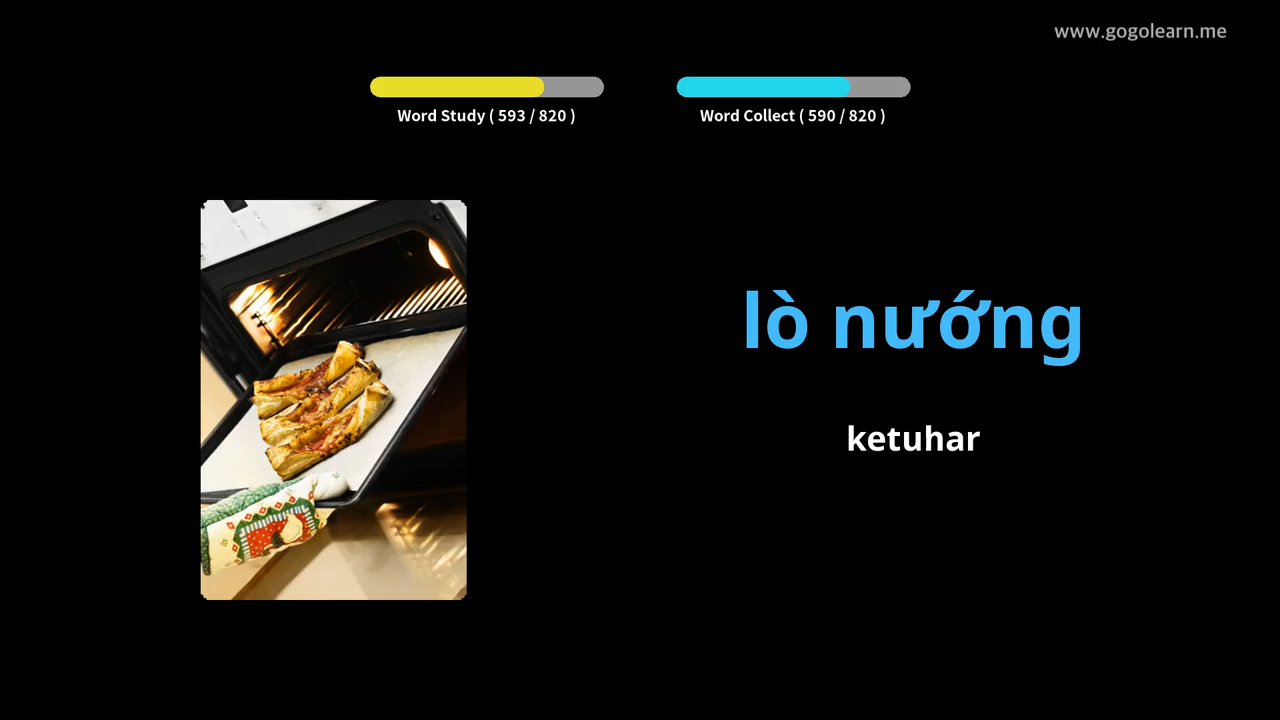 www.gogolearn.me
Word Study ( 593 / 820 )
Word Collect ( 590 / 820 )
lò nướng
ketuhar